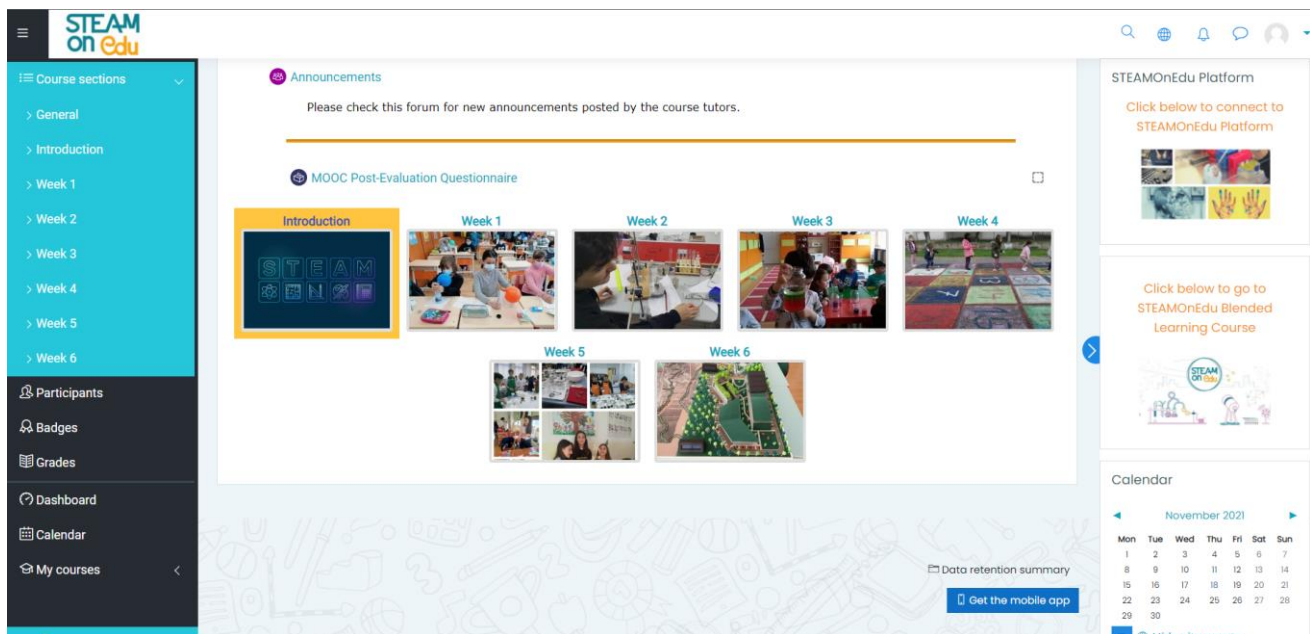 STEAM
on edu
Course sections
General
Introduction
Week 1
Week 2
Week 3
Week 4
Week 5
Week 6
Participants
Badges
Grades
Dashboard
Calendar
My courses
Announcements
Please check this forum for new announcements posted by the course tutors.
MOOC Post-Evaluation Questionnaire
Introduction
STEAM
Week 1
Week 2
Week 3
Week 4
Week 5
Week 6
Data retention summary
Get the mobile app
STEAMOnEdu Platform
Click below to connect to
STEAMOnEdu Platform
Click below to go to
STEAMOnEdu Blended
Learning Course
STEAM
on edu
Calendar
◄ November 2021 ►
Mon Tue Wed Thu Fri Sat Sun
1 2 3 4 5 6 7
8 9 10 11 12 13 14
15 16 17 18 19 20 21
22 23 24 25 26 27 28
29 30